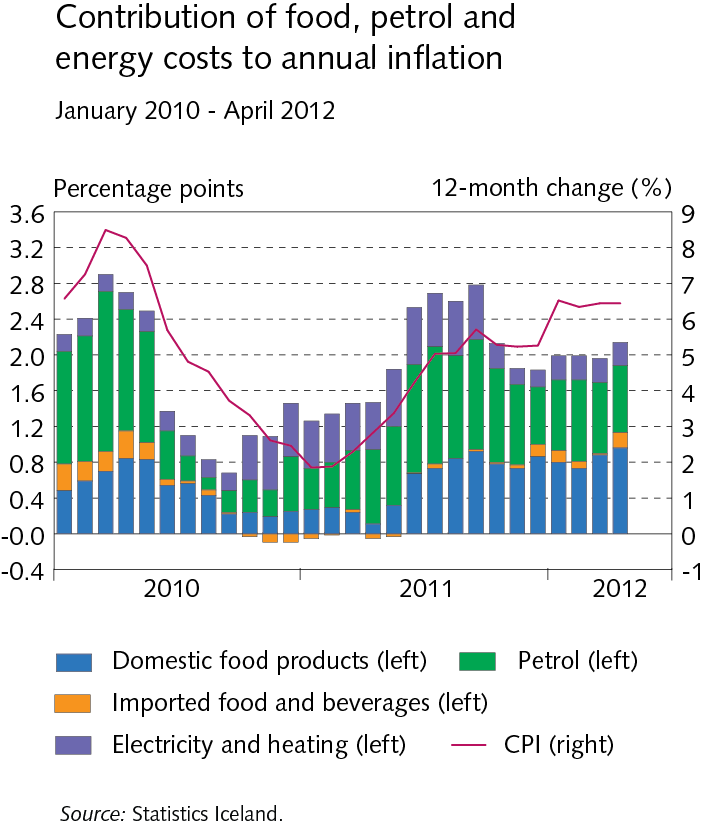 Contribution of food, petrol and
energy costs to annual inflation
January 2010 - April 2012
Percentage points 12-month change (%)
3.6 9
3.2 8
2.8 7
2.4 6
2.0 5
1.6 4
1.2 3
0.8 2
0.4 1
-0.0 0
-0.4 -1
2010 2011 2012
Domestic food products (left) Petrol (left)
Imported food and beverages (left)
Electricity and heating (left) CPI (right)
Source: Statistics Iceland.